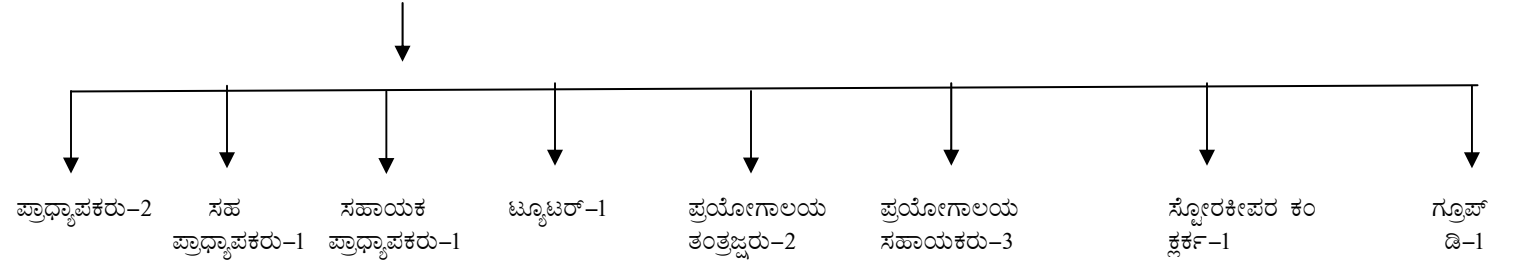 ಪ್ರಾಧ್ಯಾಪಕರು–2
ಸಹ
ಪ್ರಾಧ್ಯಾಪಕರು–1
ಸಹಾಯಕ
ಪ್ರಾಧ್ಯಾಪಕರು–1
ಟ್ಯೂಟರ್–1
ಪ್ರಯೋಗಾಲಯ
ತಂತ್ರಜ್ಞರು–2
ಪ್ರಯೋಗಾಲಯ
ಸಹಾಯಕರು–3
ಸ್ಟೋರಕೀಪರ ಕಂ
ಕ್ಲರ್ಕ–1
ಗ್ರೂಪ್
ಡಿ–1